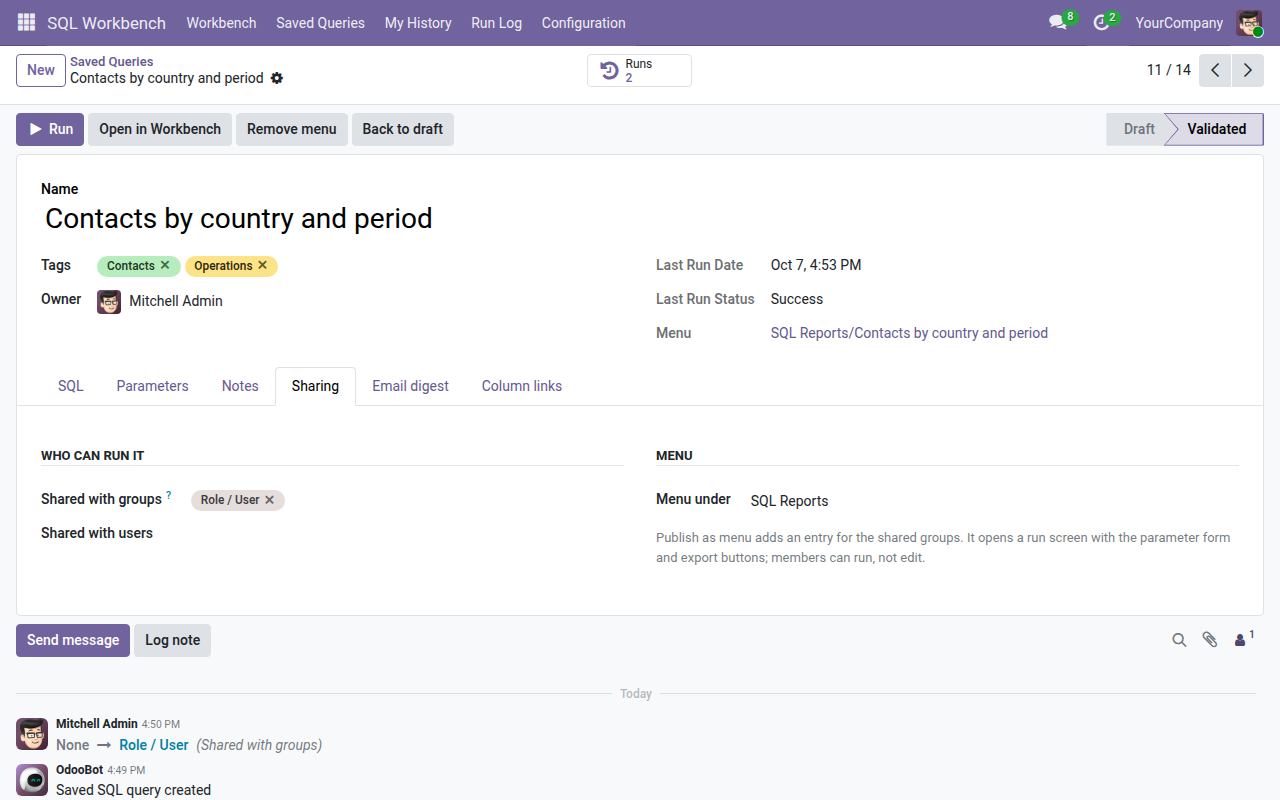 SQL Workbench Workbench Saved Queries My History Run Log Configuration 8 2 YourCompany
New Saved Queries
Contacts by country and period
Runs
2
11 / 14
Run Open in Workbench Remove menu Back to draft Draft Validated
Name
Contacts by country and period
Tags Contacts Operations
Last Run Date Oct 7, 4:53 PM
Owner Mitchell Admin
Last Run Status Success
Menu SQL Reports/Contacts by country and period
SQL Parameters Notes Sharing Email digest Column links
WHO CAN RUN IT
MENU
Shared with groups ? Role / User
Menu under SQL Reports
Shared with users
Publish as menu adds an entry for the shared groups. It opens a run screen with the parameter form
and export buttons; members can run, not edit.
Send message Log note 1
Today
Mitchell Admin 4:50 PM
None → Role / User (Shared with groups)
OdooBot 4:49 PM
Saved SQL query created